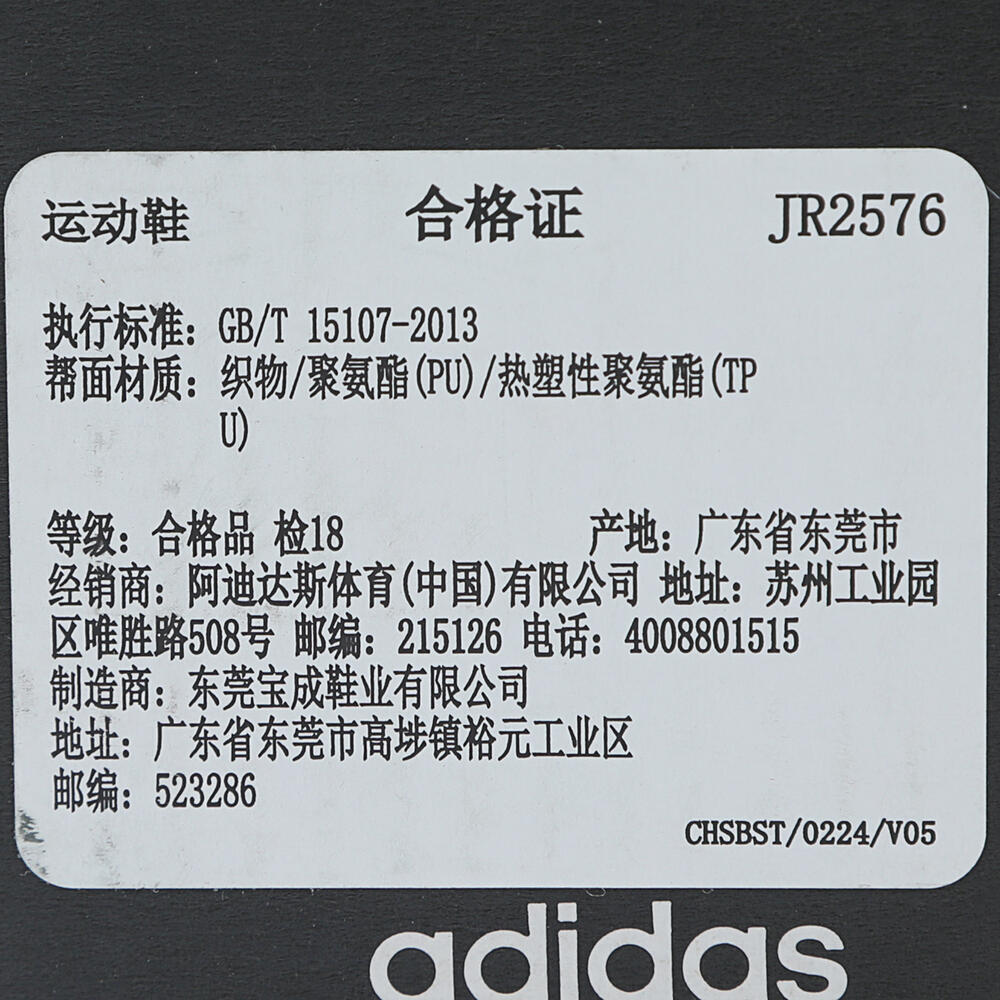 运动鞋 合格证 JR2576
执行标准：GB/T 15107-2013
帮面材质：织物/聚氨酯(PU)/热塑性聚氨酯(TP
U)
等级：合格品 检18 产地：广东省东莞市
经销商：阿迪达斯体育(中国)有限公司 地址：苏州工业园
区唯胜路508号 邮编：215126 电话：4008801515
制造商：东莞宝成鞋业有限公司
地址：广东省东莞市高埗镇裕元工业区
邮编：523286
CHSBST/0224/V05
adidas